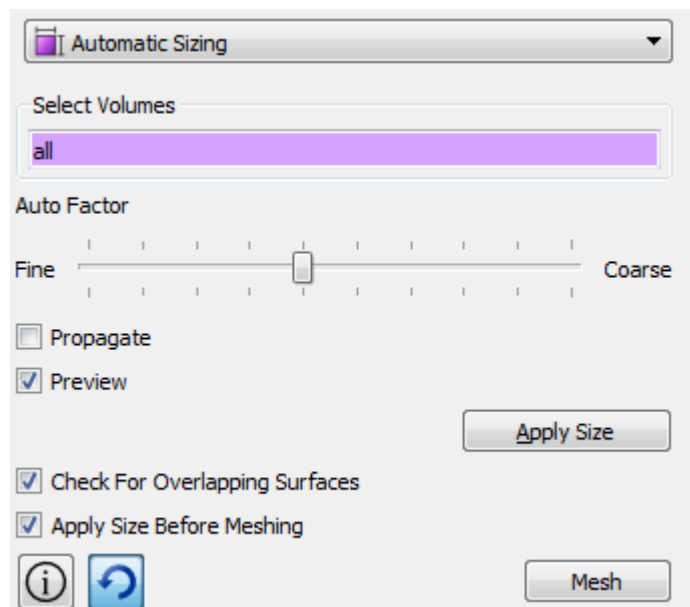 Automatic Sizing
Select Volumes
all
Auto Factor
Fine Coarse
Propagate
Preview
Apply Size
Check For Overlapping Surfaces
Apply Size Before Meshing
Mesh